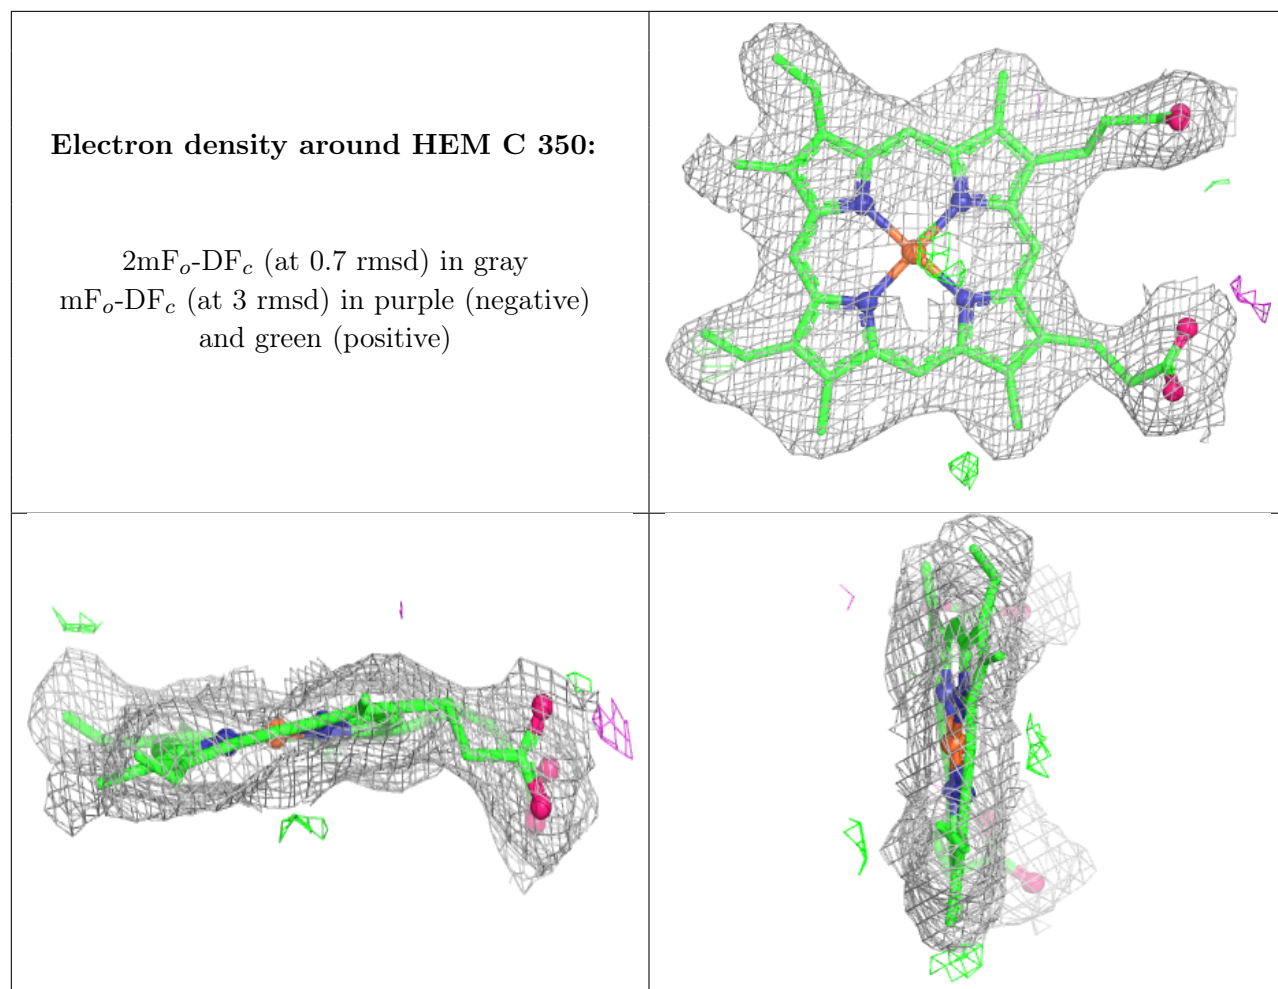 Electron density around HEM C 350:
2mFo-DFc (at 0.7 rmsd) in gray
mFo-DFc (at 3 rmsd) in purple (negative)
and green (positive)